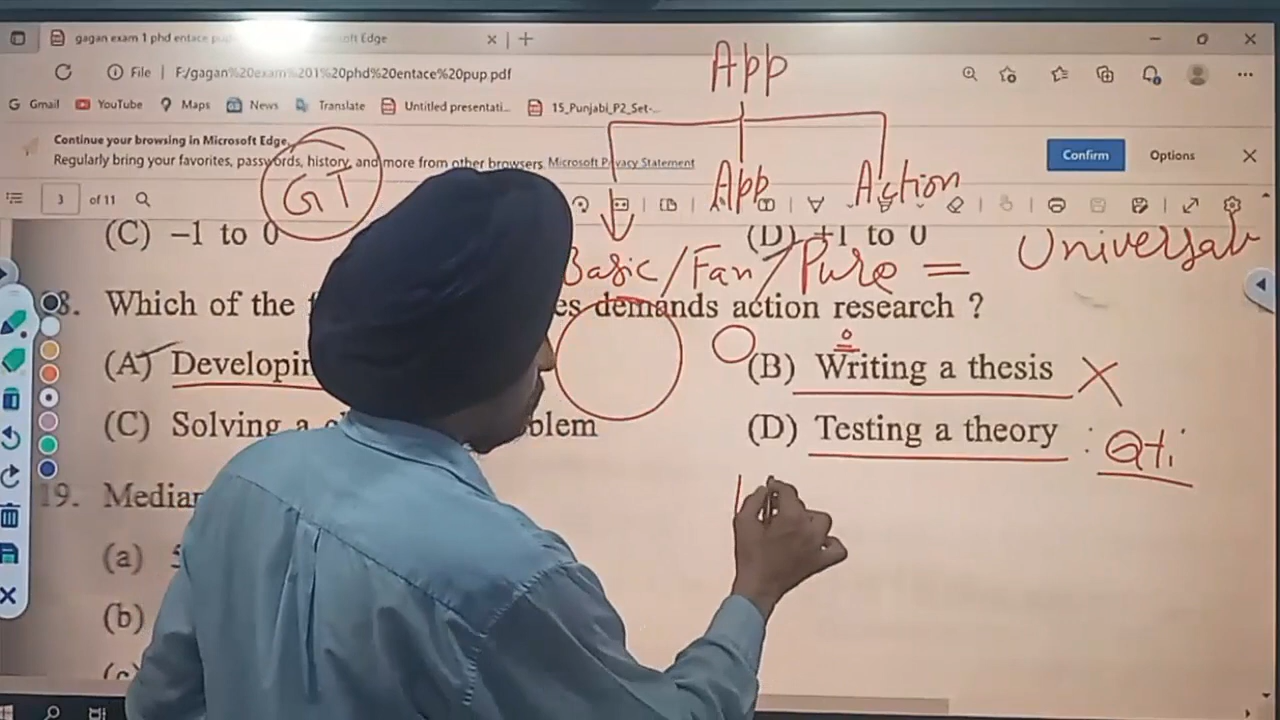 gagan exam 1 phd entace pu oft Edge
File F:/gagan%20exam%201%20phd%20entace%20pup.pdf
Gmail YouTube Maps News Translate Untitled presentati... 15_Punjabi_P2_Set-...
App
Continue your browsing in Microsoft Edge.
Regularly bring your favorites, passwords, history, and more from other browsers. Microsoft Privacy Statement
Confirm Options
GT
App Action
3 of 11
(C) −1 to 0 (D) +1 to 0
Basic/Fan/Pure = Universal
8. Which of the es demands action research ?
(A) Developin (B) Writing a thesis
(C) Solving a blem (D) Testing a theory : Qti
19. Media
(a)
(b)